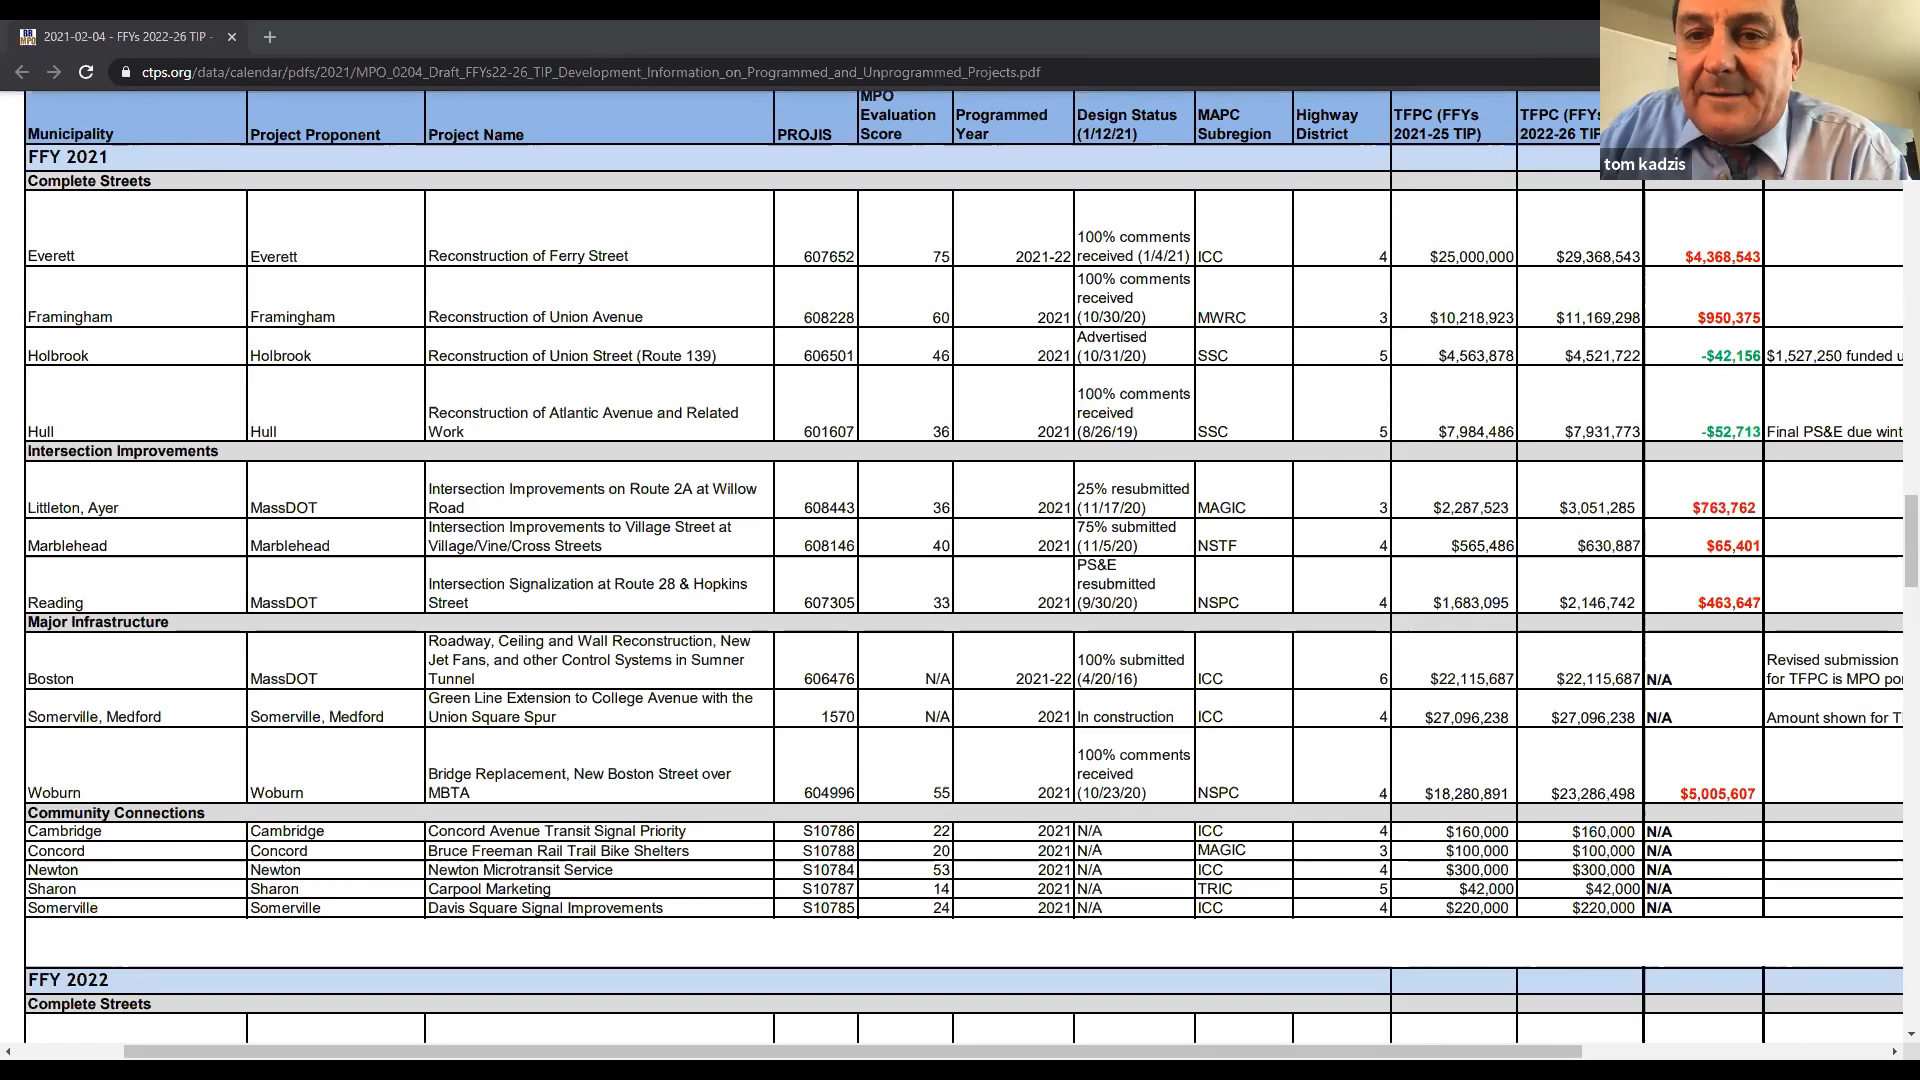 BR
MPO
2021-02-04 - FFYs 2022-26 TIP -
ctps.org/data/calendar/pdfs/2021/MPO_0204_Draft_FFYs22-26_TIP_Development_Information_on_Programmed_and_Unprogrammed_Projects.pdf
tom kadzis
Municipality Project Proponent Project Name PROJIS MPO Evaluation Score Programmed Year Design Status (1/12/21) MAPC Subregion Highway District TFPC (FFYs 2021-25 TIP) TFPC (FFYs 2022-26 TIP
FFY 2021
Complete Streets
Everett Everett Reconstruction of Ferry Street 607652 75 2021-22 100% comments received (1/4/21) ICC 4 $25,000,000 $29,368,543 $4,368,543
Framingham Framingham Reconstruction of Union Avenue 608228 60 2021 100% comments received (10/30/20) MWRC 3 $10,218,923 $11,169,298 $950,375
Holbrook Holbrook Reconstruction of Union Street (Route 139) 606501 46 2021 Advertised (10/31/20) SSC 5 $4,563,878 $4,521,722 -$42,156 $1,527,250 funded u
Hull Hull Reconstruction of Atlantic Avenue and Related Work 601607 36 2021 100% comments received (8/26/19) SSC 5 $7,984,486 $7,931,773 -$52,713 Final PS&E due wint
Intersection Improvements
Littleton, Ayer MassDOT Intersection Improvements on Route 2A at Willow Road 608443 36 2021 25% resubmitted (11/17/20) MAGIC 3 $2,287,523 $3,051,285 $763,762
Marblehead Marblehead Intersection Improvements to Village Street at Village/Vine/Cross Streets 608146 40 2021 75% submitted (11/5/20) NSTF 4 $565,486 $630,887 $65,401
Reading MassDOT Intersection Signalization at Route 28 & Hopkins Street 607305 33 2021 PS&E resubmitted (9/30/20) NSPC 4 $1,683,095 $2,146,742 $463,647
Major Infrastructure
Boston MassDOT Roadway, Ceiling and Wall Reconstruction, New Jet Fans, and other Control Systems in Sumner Tunnel 606476 N/A 2021-22 100% submitted (4/20/16) ICC 6 $22,115,687 $22,115,687 N/A Revised submission for TFPC is MPO por
Somerville, Medford Somerville, Medford Green Line Extension to College Avenue with the Union Square Spur 1570 N/A 2021 In construction ICC 4 $27,096,238 $27,096,238 N/A Amount shown for T
Woburn Woburn Bridge Replacement, New Boston Street over MBTA 604996 55 2021 100% comments received (10/23/20) NSPC 4 $18,280,891 $23,286,498 $5,005,607
Community Connections
Cambridge Cambridge Concord Avenue Transit Signal Priority S10786 22 2021 N/A ICC 4 $160,000 $160,000 N/A
Concord Concord Bruce Freeman Rail Trail Bike Shelters S10788 20 2021 N/A MAGIC 3 $100,000 $100,000 N/A
Newton Newton Newton Microtransit Service S10784 53 2021 N/A ICC 4 $300,000 $300,000 N/A
Sharon Sharon Carpool Marketing S10787 14 2021 N/A TRIC 5 $42,000 $42,000 N/A
Somerville Somerville Davis Square Signal Improvements S10785 24 2021 N/A ICC 4 $220,000 $220,000 N/A
FFY 2022
Complete Streets